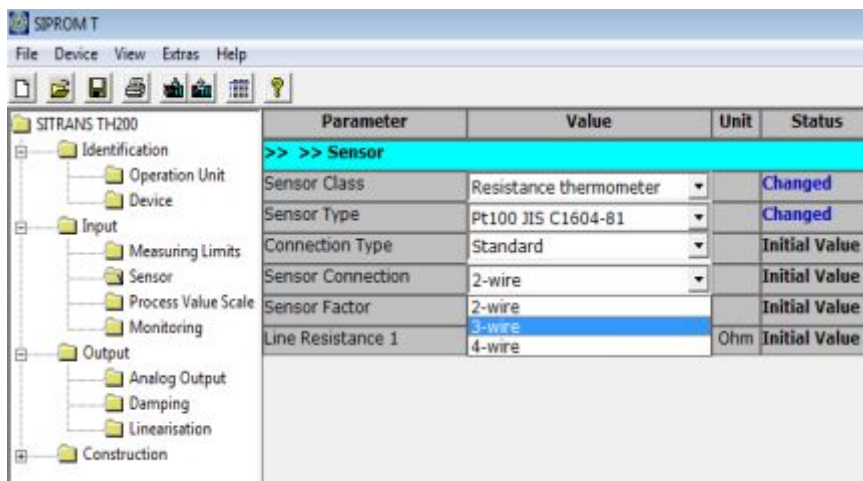 SIPROM T
File Device View Extras Help
SITRANS TH200
Identification
Operation Unit
Device
Input
Measuring Limits
Sensor
Process Value Scale
Monitoring
Output
Analog Output
Damping
Linearisation
Construction
Parameter Value Unit Status
>> >> Sensor
Sensor Class Resistance thermometer Changed
Sensor Type Pt100 JIS C1604-81 Changed
Connection Type Standard Initial Value
Sensor Connection 2-wire Initial Value
Sensor Factor 2-wire Initial Value
3-wire
Line Resistance 1 4-wire Ohm Initial Value